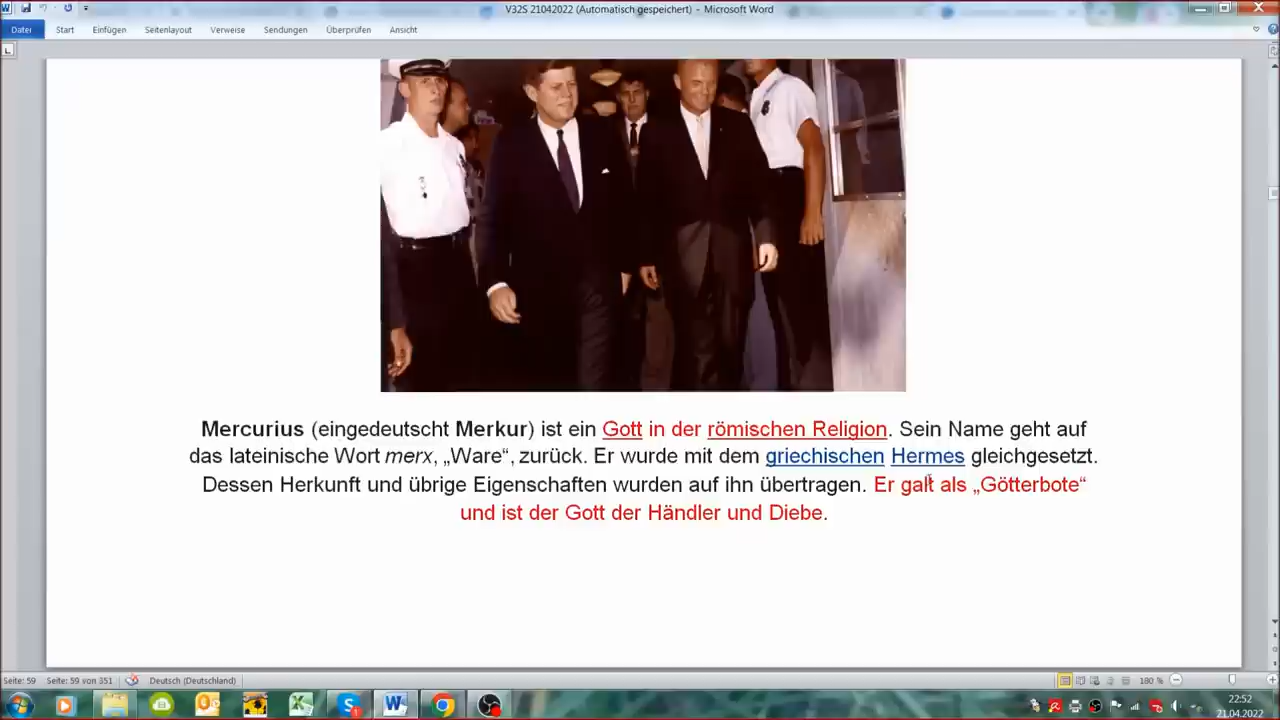 V32S 21042022 (Automatisch gespeichert) - Microsoft Word
Datei Start Einfügen Seitenlayout Verweise Sendungen Überprüfen Ansicht
Mercurius (eingedeutscht Merkur) ist ein Gott in der römischen Religion. Sein Name geht auf
das lateinische Wort merx, „Ware“, zurück. Er wurde mit dem griechischen Hermes gleichgesetzt.
Dessen Herkunft und übrige Eigenschaften wurden auf ihn übertragen. Er galt als „Götterbote“
und ist der Gott der Händler und Diebe.
Seite: 59 Seite: 59 von 351 Deutsch (Deutschland) 180 %
22:52
21.04.2022